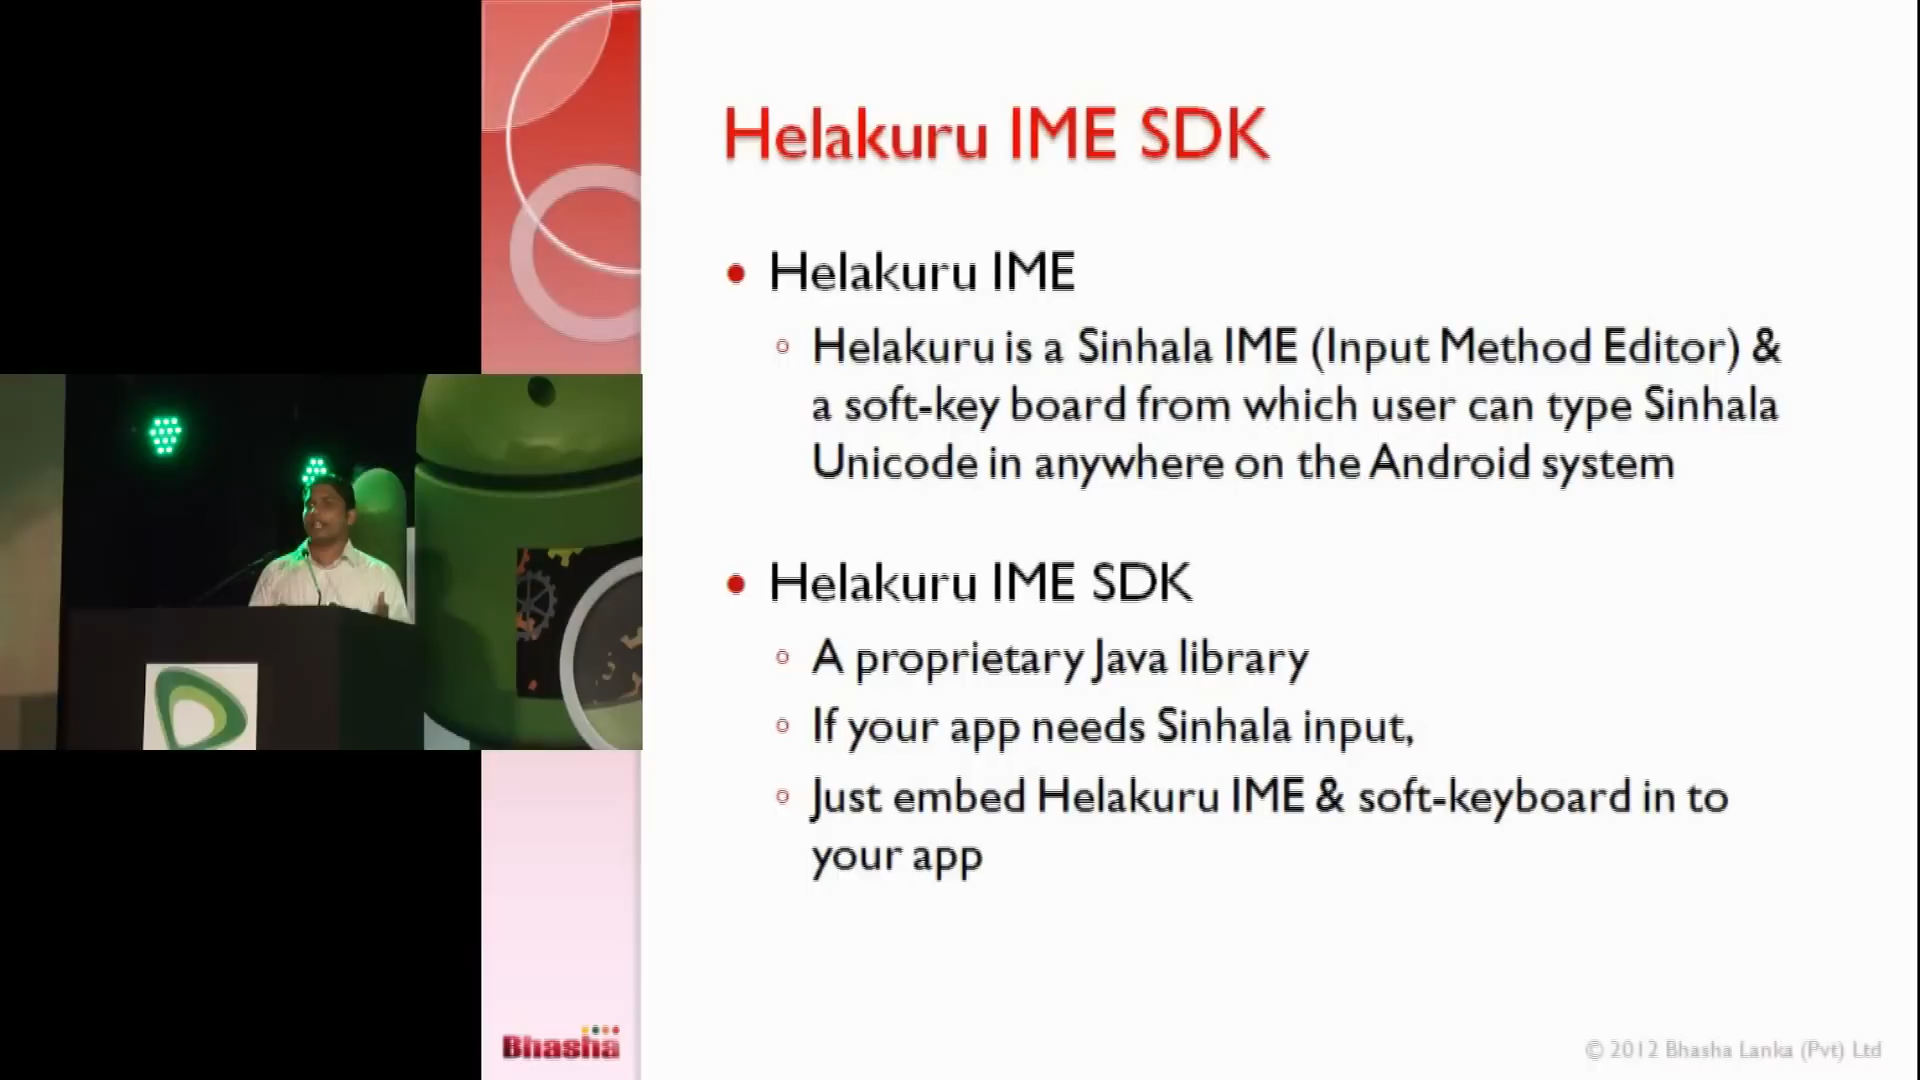 Helakuru IME SDK
Helakuru IME
Helakuru is a Sinhala IME (Input Method Editor) &
a soft-key board from which user can type Sinhala
Unicode in anywhere on the Android system
Helakuru IME SDK
A proprietary Java library
If your app needs Sinhala input,
Just embed Helakuru IME & soft-keyboard in to
your app
Bhasha
© 2012 Bhasha Lanka (Pvt) Ltd